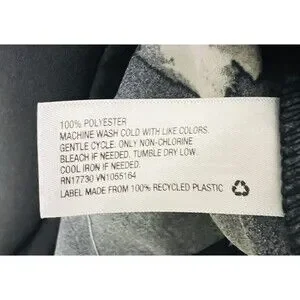 100% POLYESTER
MACHINE WASH COLD WITH LIKE COLORS.
GENTLE CYCLE. ONLY NON-CHLORINE
BLEACH IF NEEDED. TUMBLE DRY LOW.
COOL IRON IF NEEDED.
RN17730 VN1055164
LABEL MADE FROM 100% RECYCLED PLASTIC